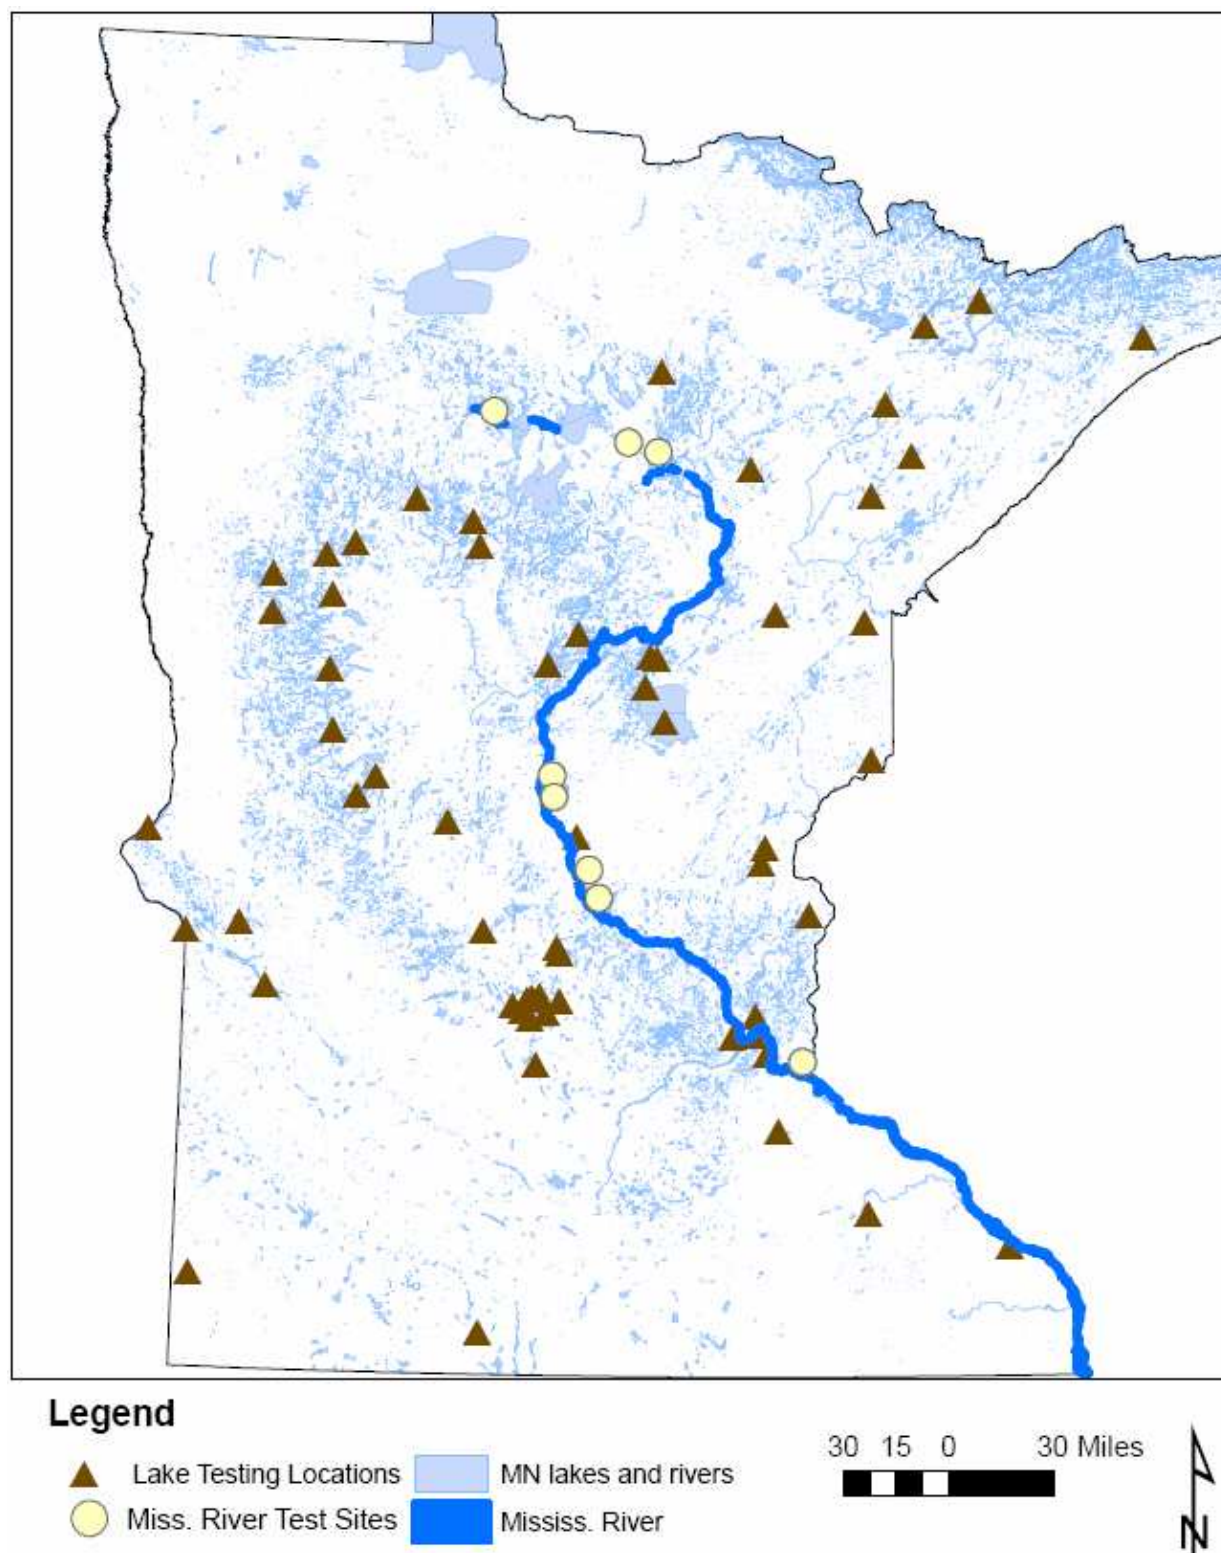 Legend
30 15 0 30 Miles
Lake Testing Locations MN lakes and rivers
Miss. River Test Sites Mississ. River
N